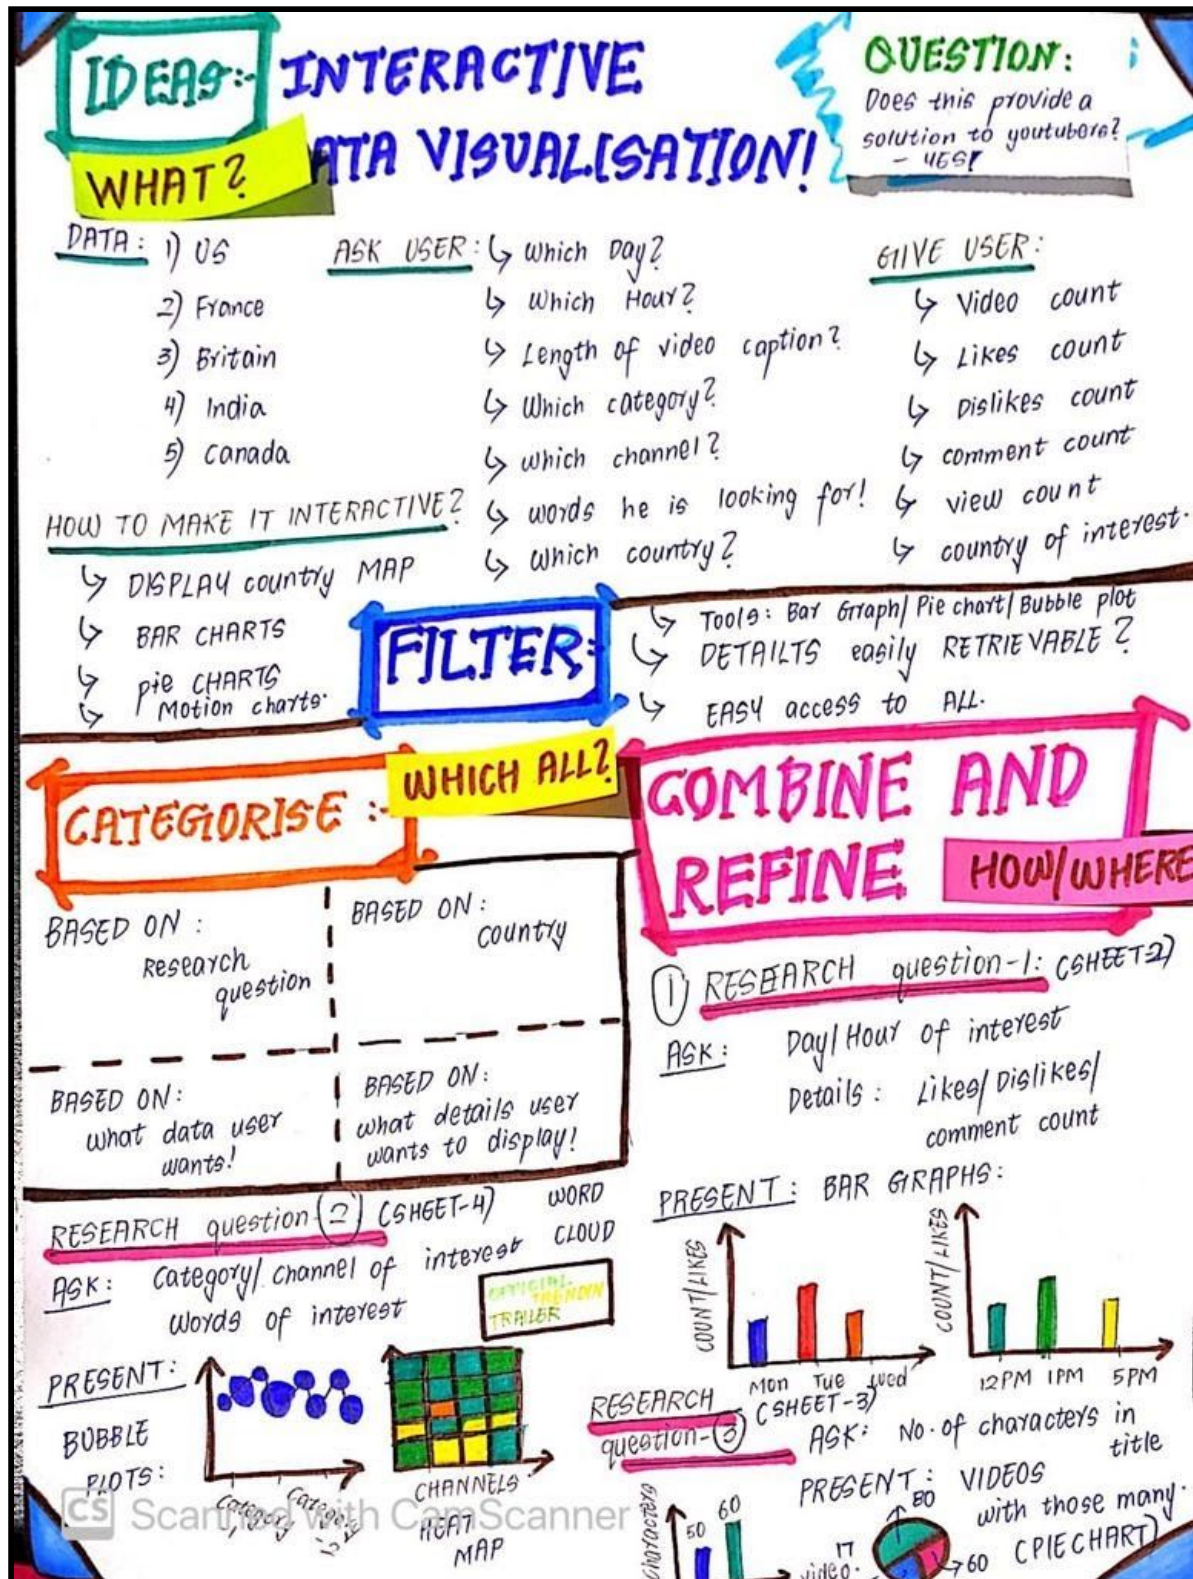 IDEAS:- INTERACTIVE
ATA VISUALISATION!
WHAT?
QUESTION:
Does this provide a
solution to youtubers?
- YES!
DATA: 1) US
2) France
3) Britain
4) India
5) Canada
ASK USER: ↳ Which Day?
↳ Which Hour?
↳ Length of video caption?
↳ Which category?
↳ which channel?
↳ words he is looking for!
↳ Which country?
GIVE USER:
↳ Video count
↳ Likes count
↳ Dislikes count
↳ comment count
↳ view count
↳ country of interest.
HOW TO MAKE IT INTERACTIVE?
↳ DISPLAY country MAP
↳ BAR CHARTS
↳ pie CHARTS
↳ Motion charts.
FILTER:
↳ Tools: Bar Graph/ Pie chart/ Bubble plot
↳ DETAILTS easily RETRIEVABLE?
↳ EASY access to ALL.
CATEGORISE :-
WHICH ALL?
BASED ON:
Research
question
BASED ON:
country
BASED ON:
what data user
wants!
BASED ON:
what details user
wants to display!
COMBINE AND
REFINE
HOW/WHERE
① RESEARCH question-1: (SHEET-2)
ASK: Day/Hour of interest
Details: Likes/Dislikes/
comment count
PRESENT: BAR GRAPHS:
COUNT/LIKES
Mon Tue Wed
COUNT/LIKES
12PM 1PM 5PM
RESEARCH question-② (SHEET-4)
WORD
CLOUD
ASK: Category/channel of interest
Words of interest
OFFICIAL
TRENDIN
TRAILER
PRESENT:
BUBBLE
PLOTS:
Category
Category
CHANNELS
HEAT
MAP
RESEARCH
question-③ (SHEET-3)
ASK: No. of characters in
title
PRESENT: VIDEOS
with those many.
(PIECHART)
characters
50
60
17
video.
80
60
CS Scanned with CamScanner